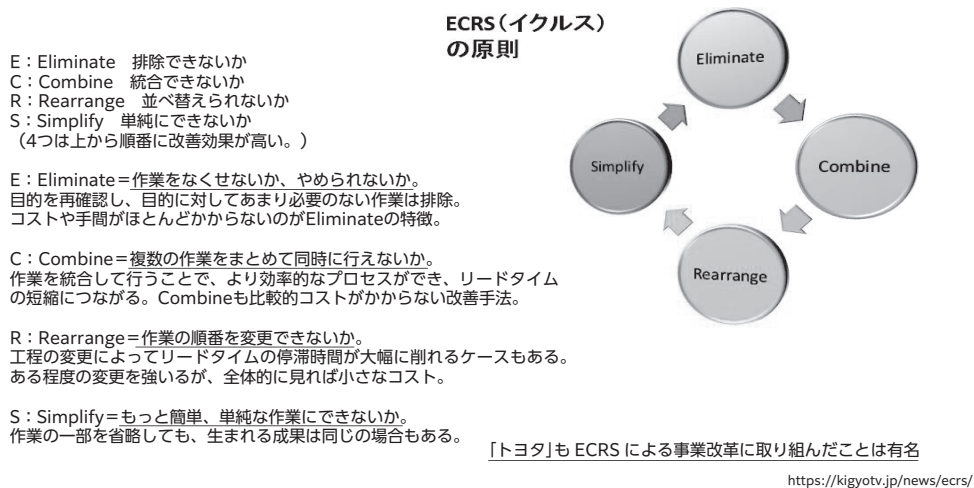 ECRS(イクルス)
の原則
E:Eliminate 排除できないか
C:Combine 統合できないか
R:Rearrange 並べ替えられないか
S:Simplify 単純にできないか
(4つは上から順番に改善効果が高い。)
E:Eliminate=作業をなくせないか、やめられないか。
目的を再確認し、目的に対してあまり必要のない作業は排除。
コストや手間がほとんどかからないのがEliminateの特徴。
C:Combine=複数の作業をまとめて同時に行えないか。
作業を統合して行うことで、より効率的なプロセスができ、リードタイム
の短縮につながる。Combineも比較的コストがかからない改善手法。
R:Rearrange=作業の順番を変更できないか。
工程の変更によってリードタイムの停滞時間が大幅に削れるケースもある。
ある程度の変更を強いるが、全体的に見れば小さなコスト。
S:Simplify=もっと簡単、単純な作業にできないか。
作業の一部を省略しても、生まれる成果は同じの場合もある。
Eliminate
Combine
Rearrange
Simplify
「トヨタ」も ECRS による事業改革に取り組んだことは有名
https://kigyotv.jp/news/ecrs/